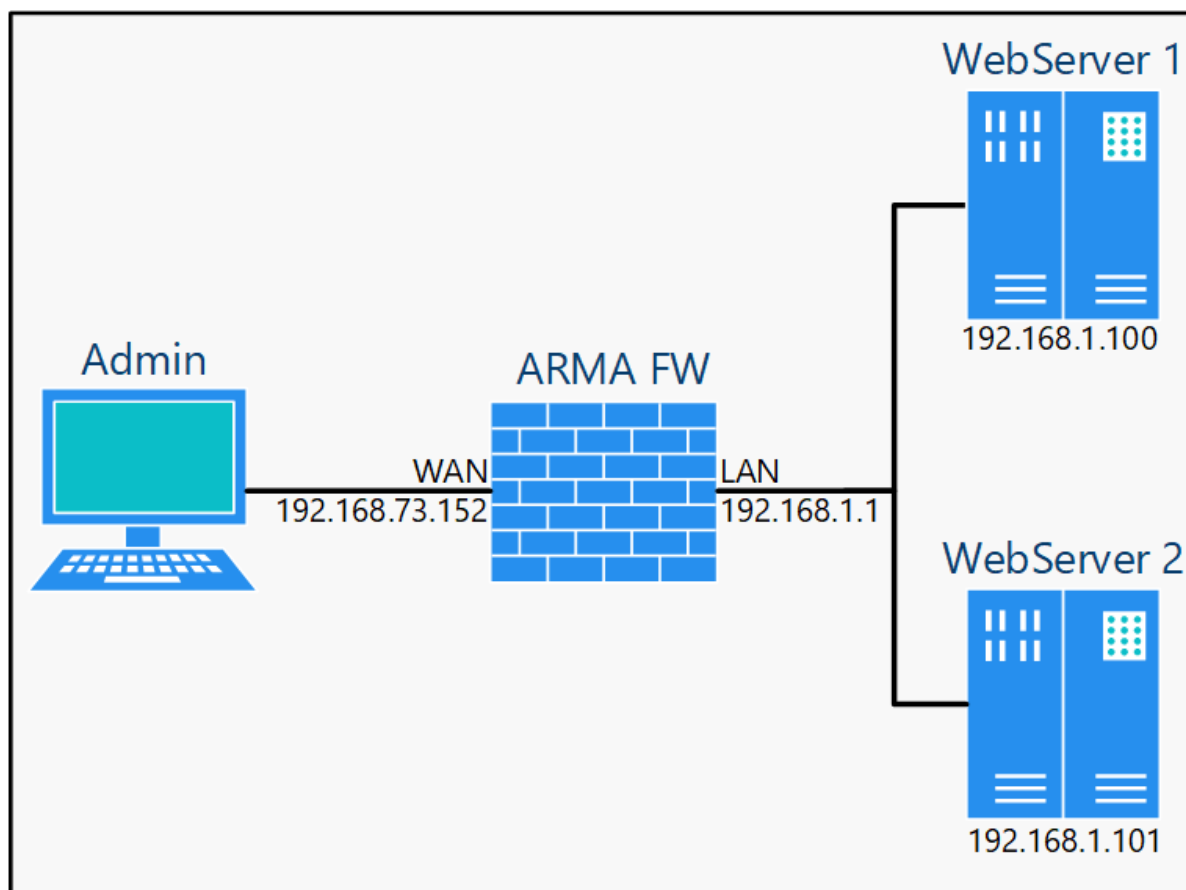 WebServer 1
192.168.1.100
Admin
ARMA FW
WAN
192.168.73.152
LAN
192.168.1.1
WebServer 2
192.168.1.101